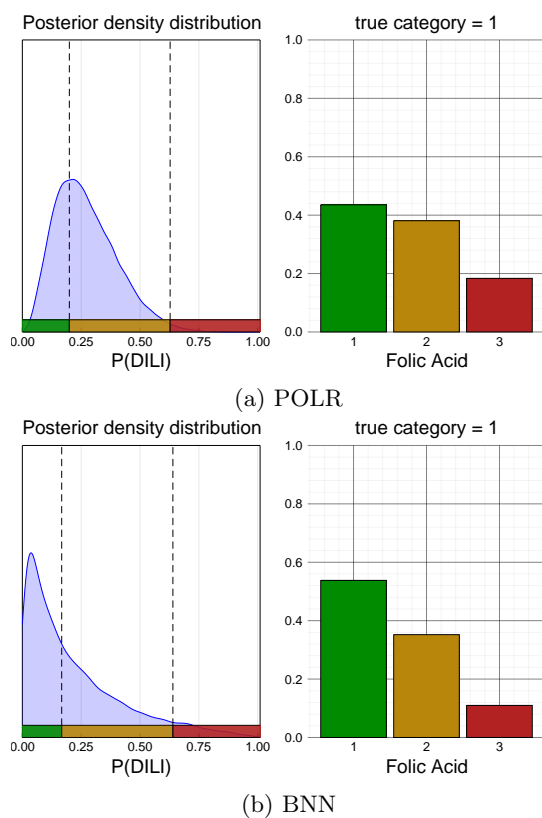 Posterior density distribution
0.00 0.25 0.50 0.75 1.00
P(DILI)
true category = 1
1.0
0.8
0.6
0.4
0.2
0.0
1 2 3
Folic Acid
(a) POLR
Posterior density distribution
0.00 0.25 0.50 0.75 1.00
P(DILI)
true category = 1
1.0
0.8
0.6
0.4
0.2
0.0
1 2 3
Folic Acid
(b) BNN